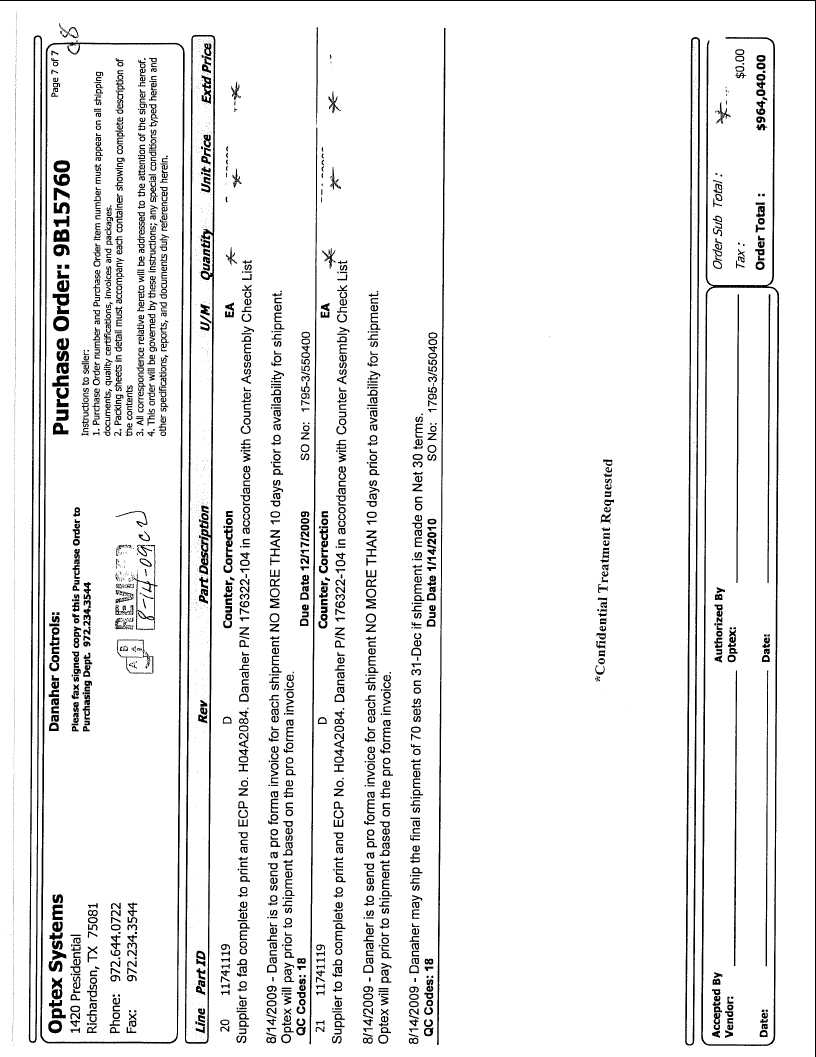 Optex Systems
1420 Presidential
Richardson, TX 75081
Phone: 972.644.0722
Fax: 972.234.3544
Danaher Controls:
Please fax signed copy of this Purchase Order to
Purchasing Dept. 972.234.3544
A B
REVISED
8-14-09
Purchase Order: 9B15760
Page 7 of 7
Instructions to seller:
1. Purchase Order number and Purchase Order item number must appear on all shipping
documents, quality certifications, invoices and packages.
2. Packing sheets in detail must accompany each container showing complete description of
the contents
3. All correspondence relative hereto will be addressed to the attention of the signer hereof.
4. This order will be governed by these instructions; any special conditions typed herein and
other specifications, reports, and documents duly referenced herein.
Line Part ID Rev Part Description U/M Quantity Unit Price Extd Price
20 11741119 D Counter, Correction EA * * *
Supplier to fab complete to print and ECP No. H04A2084. Danaher P/N 176322-104 in accordance with Counter Assembly Check List
8/14/2009 - Danaher is to send a pro forma invoice for each shipment NO MORE THAN 10 days prior to availability for shipment.
Optex will pay prior to shipment based on the pro forma invoice.
QC Codes: 18 Due Date 12/17/2009 SO No: 1795-3/550400
21 11741119 D Counter, Correction EA * * *
Supplier to fab complete to print and ECP No. H04A2084. Danaher P/N 176322-104 in accordance with Counter Assembly Check List
8/14/2009 - Danaher is to send a pro forma invoice for each shipment NO MORE THAN 10 days prior to availability for shipment.
Optex will pay prior to shipment based on the pro forma invoice.
8/14/2009 - Danaher may ship the final shipment of 70 sets on 31-Dec if shipment is made on Net 30 terms.
QC Codes: 18 Due Date 1/14/2010 SO No: 1795-3/550400
*Confidential Treatment Requested
Accepted By
Vendor:
Date:
Authorized By
Optex:
Date:
Order Sub Total : *
Tax : $0.00
Order Total : $964,040.00